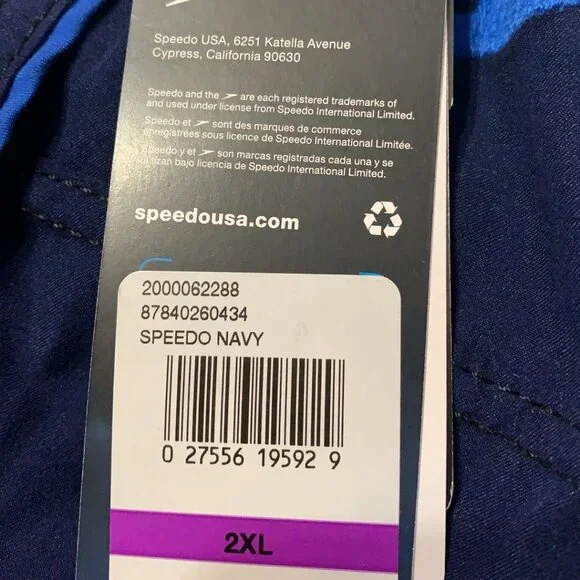 Speedo USA, 6251 Katella Avenue
Cypress, California 90630
Speedo and the are each registered trademarks of
and used under license from Speedo International Limited.
Speedo et sont des marques de commerce
enregistrées sous licence de Speedo International Limitée.
Speedo y et son marcas registradas cada una y se
utilizan bajo licencia de Speedo International Limited.
speedousa.com
2000062288
87840260434
SPEEDO NAVY
0 27556 19592 9
2XL